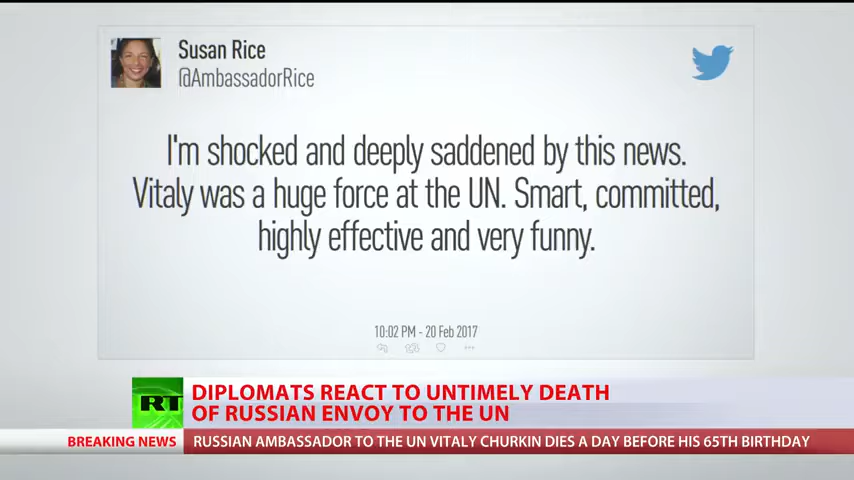 Susan Rice
@AmbassadorRice
I'm shocked and deeply saddened by this news.
Vitaly was a huge force at the UN. Smart, committed,
highly effective and very funny.
10:02 PM - 20 Feb 2017
RT
DIPLOMATS REACT TO UNTIMELY DEATH
OF RUSSIAN ENVOY TO THE UN
BREAKING NEWS
RUSSIAN AMBASSADOR TO THE UN VITALY CHURKIN DIES A DAY BEFORE HIS 65TH BIRTHDAY